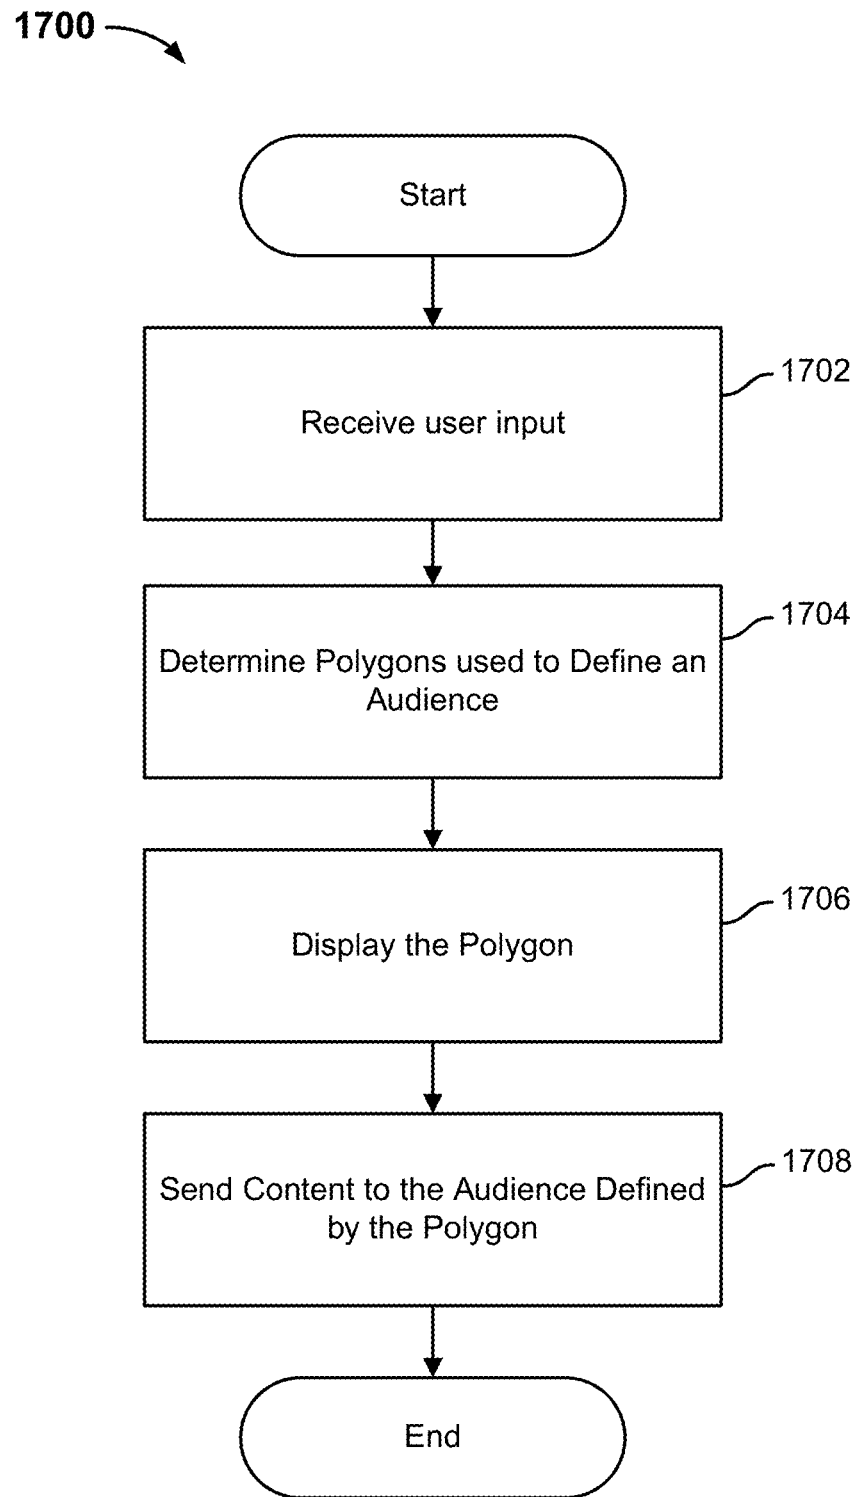 1700
Start
Receive user input
1702
Determine Polygons used to Define an
Audience
1704
Display the Polygon
1706
Send Content to the Audience Defined
by the Polygon
1708
End